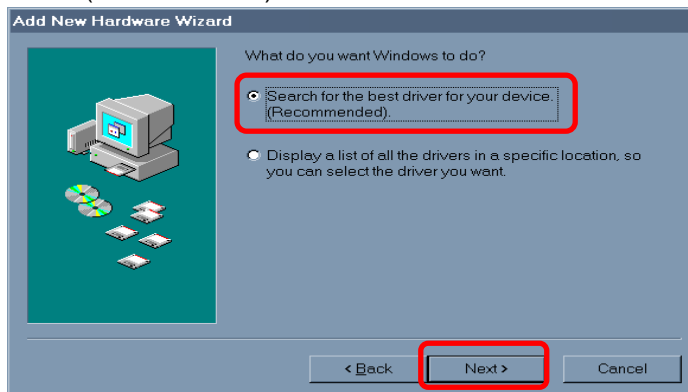 Add New Hardware Wizard
What do you want Windows to do?
Search for the best driver for your device.
(Recommended).
Display a list of all the drivers in a specific location, so
you can select the driver you want.
< Back
Next >
Cancel